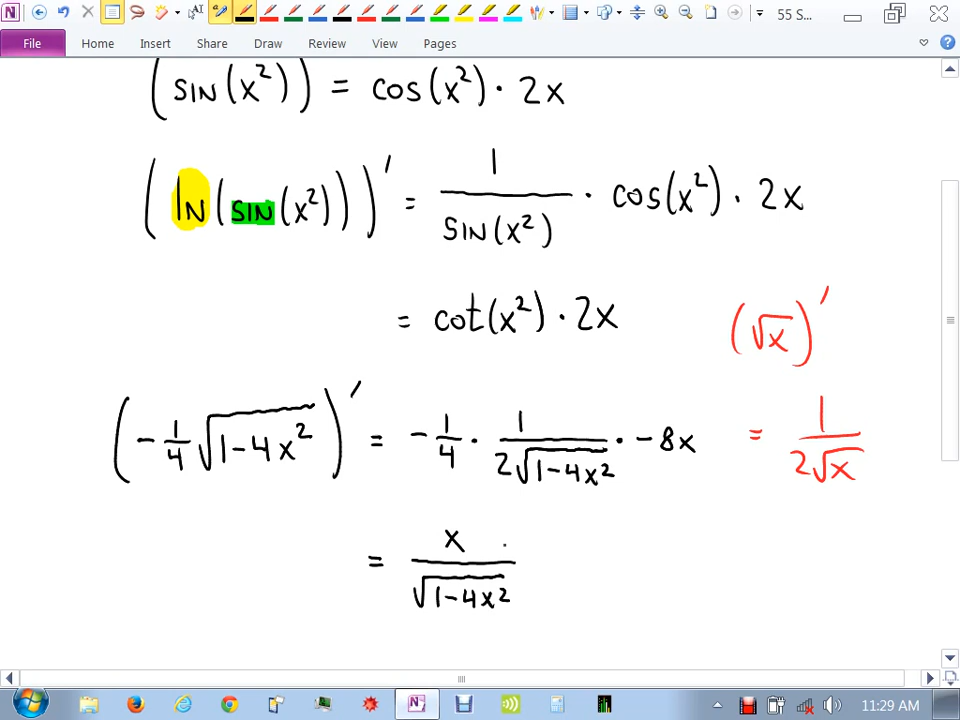 55 S...
File Home Insert Share Draw Review View Pages
(SIN(x²)) = cos(x²) · 2x
(lN(SIN(x²)))' = 1/SIN(x²) · cos(x²) · 2x
= cot(x²) · 2x
(√x)'
= 1/2√x
(-1/4 √1-4x²)' = -1/4 · 1/2√1-4x² · -8x
= x/√1-4x²
11:29 AM